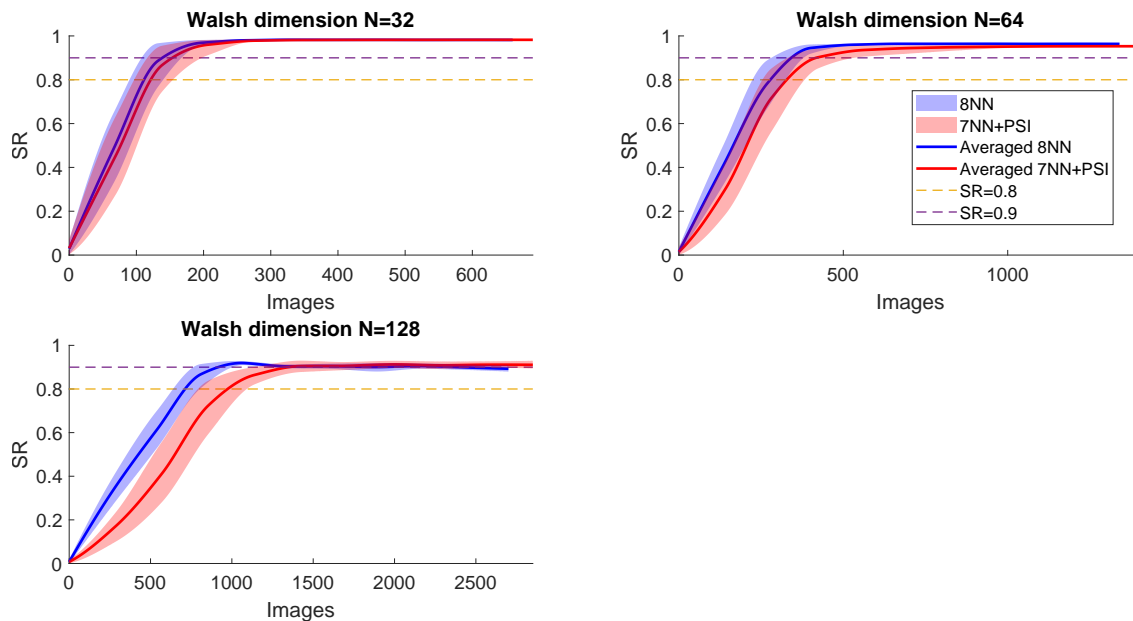 Walsh dimension N=32
1
0.8
0.6
0.4
0.2
0
SR
0 100 200 300 400 500 600
Images
Walsh dimension N=64
1
0.8
0.6
0.4
0.2
0
SR
8NN
7NN+PSI
Averaged 8NN
Averaged 7NN+PSI
SR=0.8
SR=0.9
0 500 1000
Images
Walsh dimension N=128
1
0.8
0.6
0.4
0.2
0
SR
0 500 1000 1500 2000 2500
Images